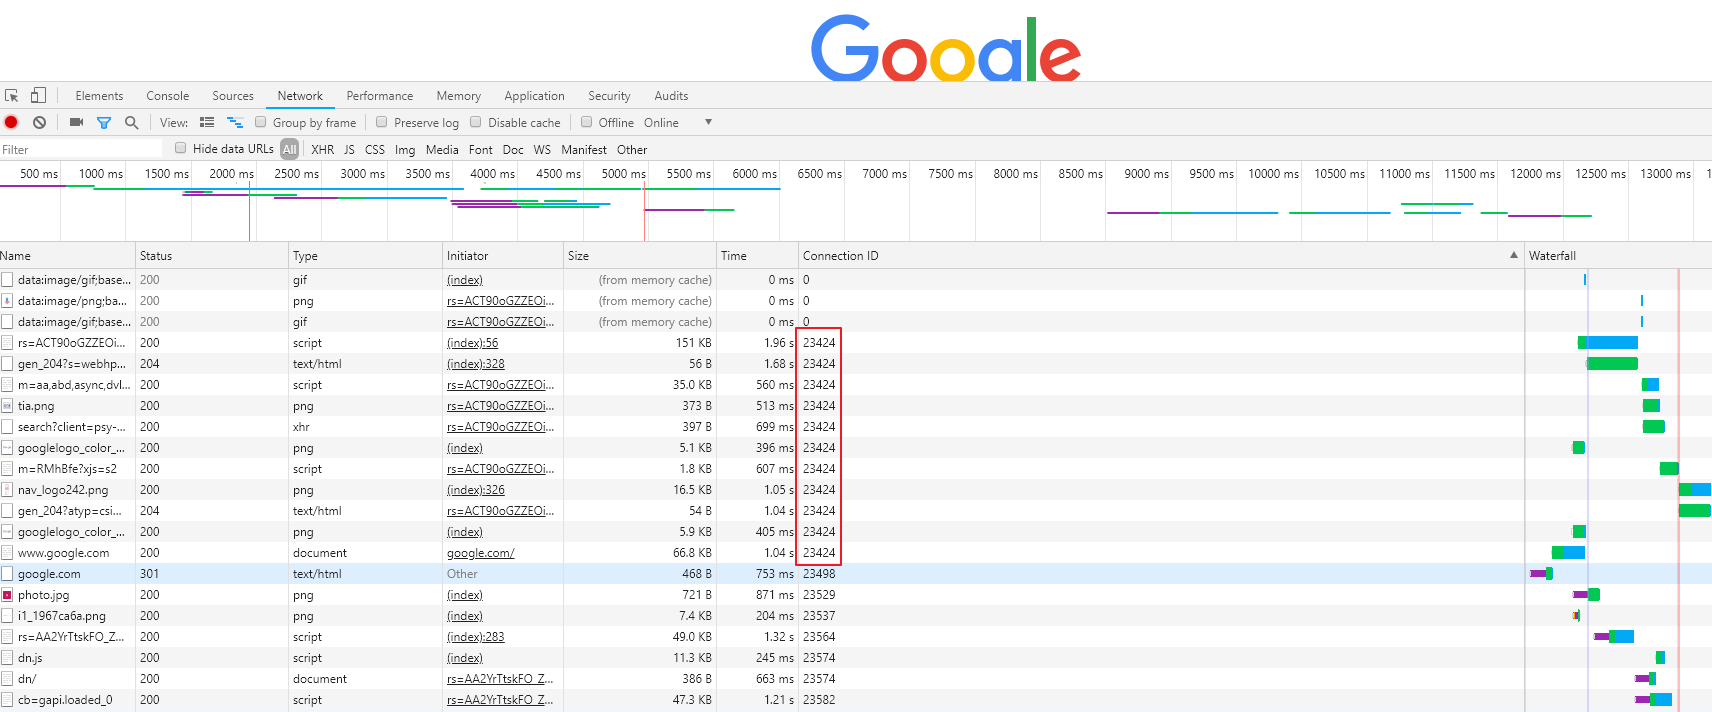 Google
Elements Console Sources Network Performance Memory Application Security Audits
View: Group by frame Preserve log Disable cache Offline Online
Filter Hide data URLs All XHR JS CSS Img Media Font Doc WS Manifest Other
500 ms 1000 ms 1500 ms 2000 ms 2500 ms 3000 ms 3500 ms 4000 ms 4500 ms 5000 ms 5500 ms 6000 ms 6500 ms 7000 ms 7500 ms 8000 ms 8500 ms 9000 ms 9500 ms 10000 ms 10500 ms 11000 ms 11500 ms 12000 ms 12500 ms 13000 ms 1
Name Status Type Initiator Size Time Connection ID Waterfall
data:image/gif;base... 200 gif (index) (from memory cache) 0 ms 0
data:image/png;ba... 200 png rs=ACT90oGZZEOi... (from memory cache) 0 ms 0
data:image/gif;base... 200 gif rs=ACT90oGZZEOi... (from memory cache) 0 ms 0
rs=ACT90oGZZEOi... 200 script (index):56 151 KB 1.96 s 23424
gen_204?s=webhp... 204 text/html (index):328 56 B 1.68 s 23424
m=aa,abd,async,dvl... 200 script rs=ACT90oGZZEOi... 35.0 KB 560 ms 23424
tia.png 200 png rs=ACT90oGZZEOi... 373 B 513 ms 23424
search?client=psy-... 200 xhr rs=ACT90oGZZEOi... 397 B 699 ms 23424
googlelogo_color_... 200 png (index) 5.1 KB 396 ms 23424
m=RMhBfe?xjs=s2 200 script rs=ACT90oGZZEOi... 1.8 KB 607 ms 23424
nav_logo242.png 200 png (index):326 16.5 KB 1.05 s 23424
gen_204?atyp=csi... 204 text/html rs=ACT90oGZZEOi... 54 B 1.04 s 23424
googlelogo_color_... 200 png (index) 5.9 KB 405 ms 23424
www.google.com 200 document google.com/ 66.8 KB 1.04 s 23424
google.com 301 text/html Other 468 B 753 ms 23498
photo.jpg 200 png (index) 721 B 871 ms 23529
i1_1967ca6a.png 200 png (index) 7.4 KB 204 ms 23537
rs=AA2YrTtskFO_Z... 200 script (index):283 49.0 KB 1.32 s 23564
dn.js 200 script (index) 11.3 KB 245 ms 23574
dn/ 200 document rs=AA2YrTtskFO_Z... 386 B 663 ms 23574
cb=gapi.loaded_0 200 script rs=AA2YrTtskFO_Z... 47.3 KB 1.21 s 23582